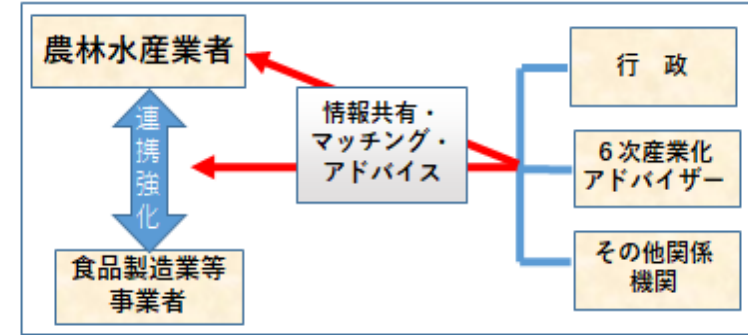 農林水産業者
連携強化
食品製造業等
事業者
情報共有・
マッチング・
アドバイス
行　政
６次産業化
アドバイザー
その他関係
機関